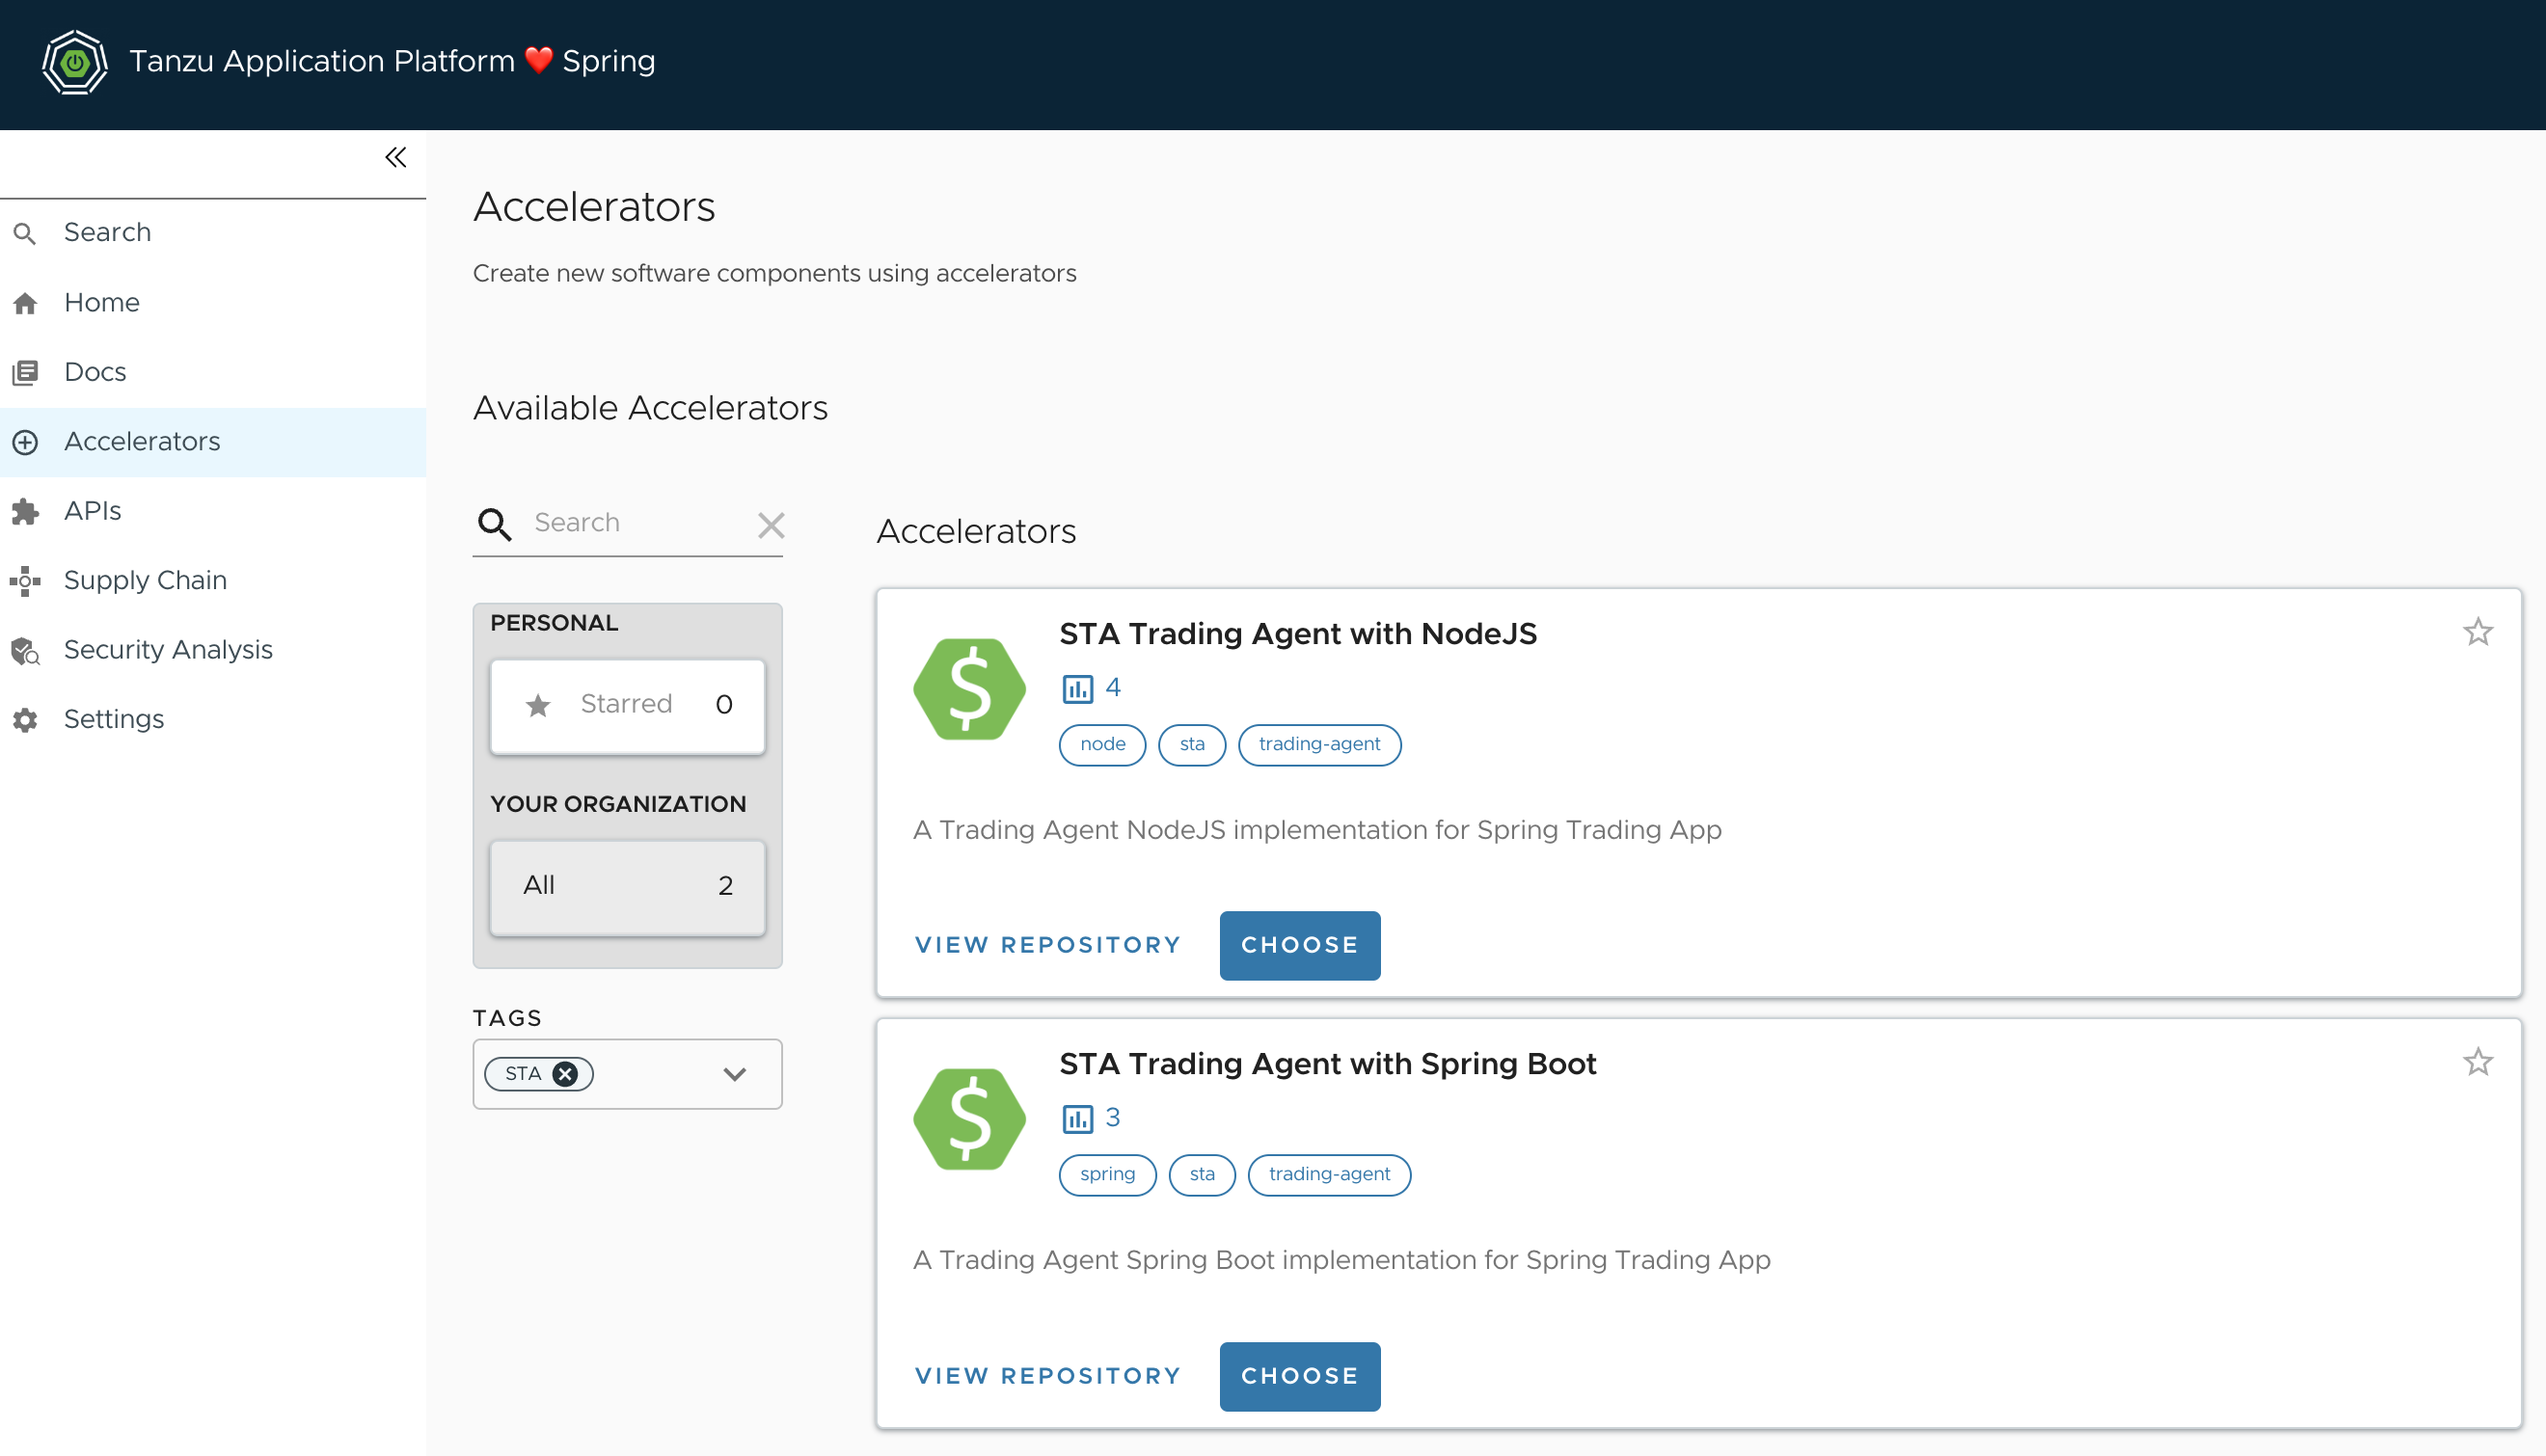 Tanzu Application Platform ❤️ Spring
Search
Home
Docs
Accelerators
APIs
Supply Chain
Security Analysis
Settings
Accelerators
Create new software components using accelerators
Available Accelerators
Search
PERSONAL
Starred 0
YOUR ORGANIZATION
All 2
TAGS
STA
Accelerators
STA Trading Agent with NodeJS
4
node sta trading-agent
A Trading Agent NodeJS implementation for Spring Trading App
VIEW REPOSITORY CHOOSE
STA Trading Agent with Spring Boot
3
spring sta trading-agent
A Trading Agent Spring Boot implementation for Spring Trading App
VIEW REPOSITORY CHOOSE